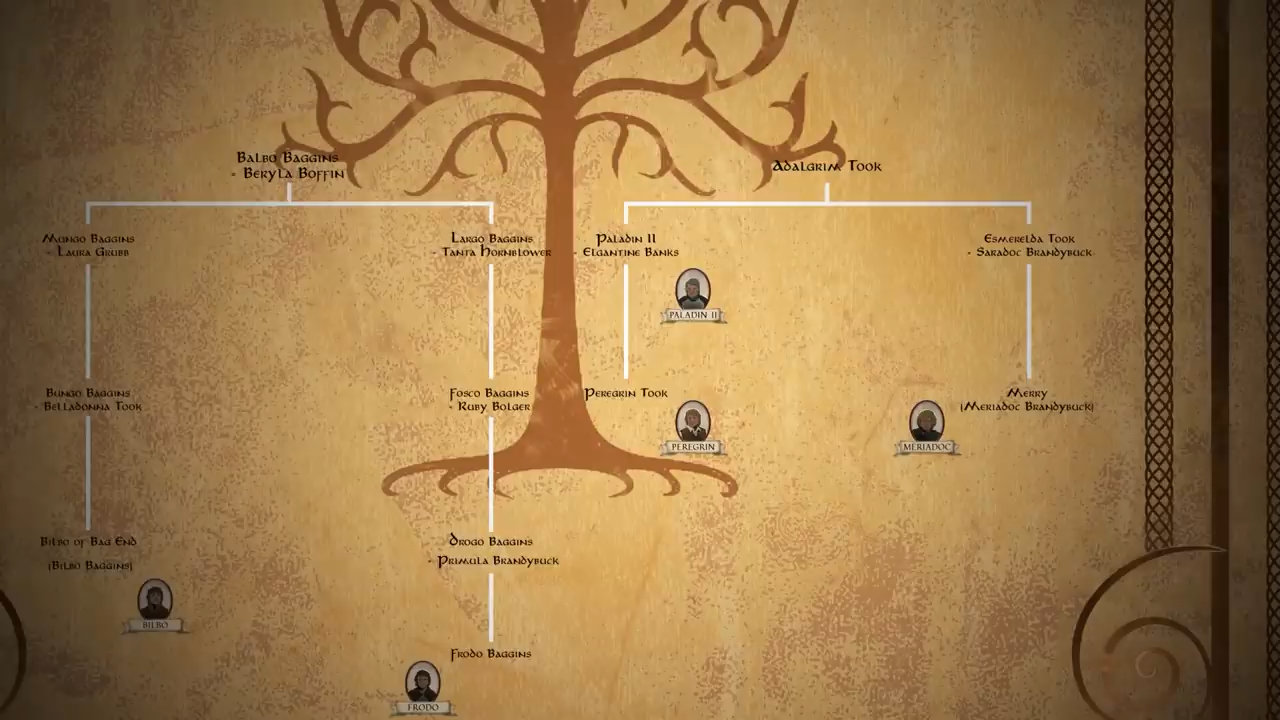 Balbo Baggins
- Beryla Boffin
Adalgrim Took
Mungo Baggins
- Laura Grubb
Largo Baggins
- Tanta Hornblower
Paladin II
- Elgantine Banks
Esmerelda Took
- Saradoc Brandybuck
PALADIN II
Bungo Baggins
- Belladonna Took
Fosco Baggins
- Ruby Bolger
Peregrin Took
Merry
(Meriadoc Brandybuck)
PEREGRIN
MERIADOC
Bilbo of Bag End
(Bilbo Baggins)
Drogo Baggins
- Primula Brandybuck
BILBO
Frodo Baggins
FRODO